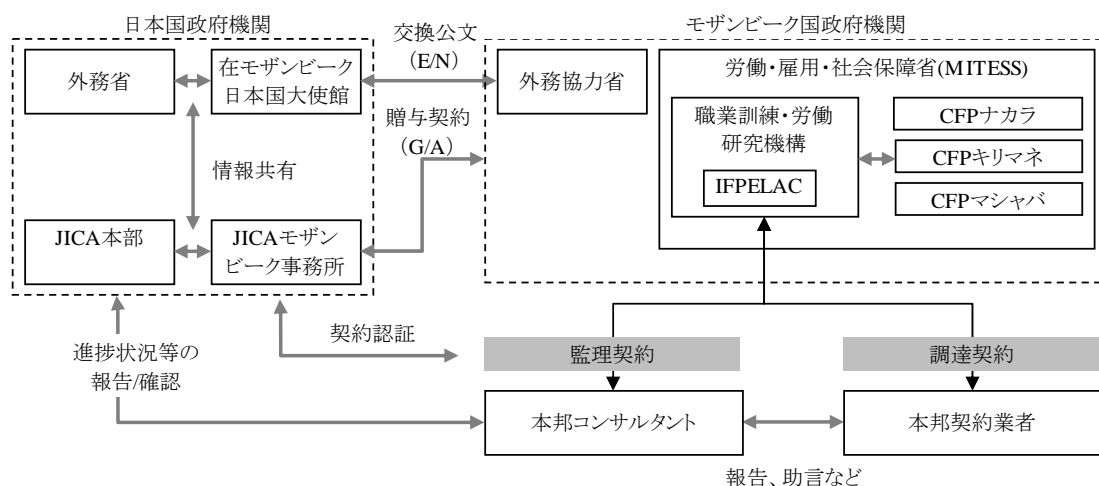 日本国政府機関
モザンビーク国政府機関
外務省
在モザンビーク
日本国大使館
交換公文
(E/N)
外務協力省
労働・雇用・社会保障省(MITESS)
職業訓練・労働
研究機構
IFPELAC
CFPナカラ
CFPキリマネ
CFPマシャバ
贈与契約
(G/A)
情報共有
JICA本部
JICAモザン
ビーク事務所
契約認証
進捗状況等の
報告/確認
監理契約
調達契約
本邦コンサルタント
本邦契約業者
報告、助言など